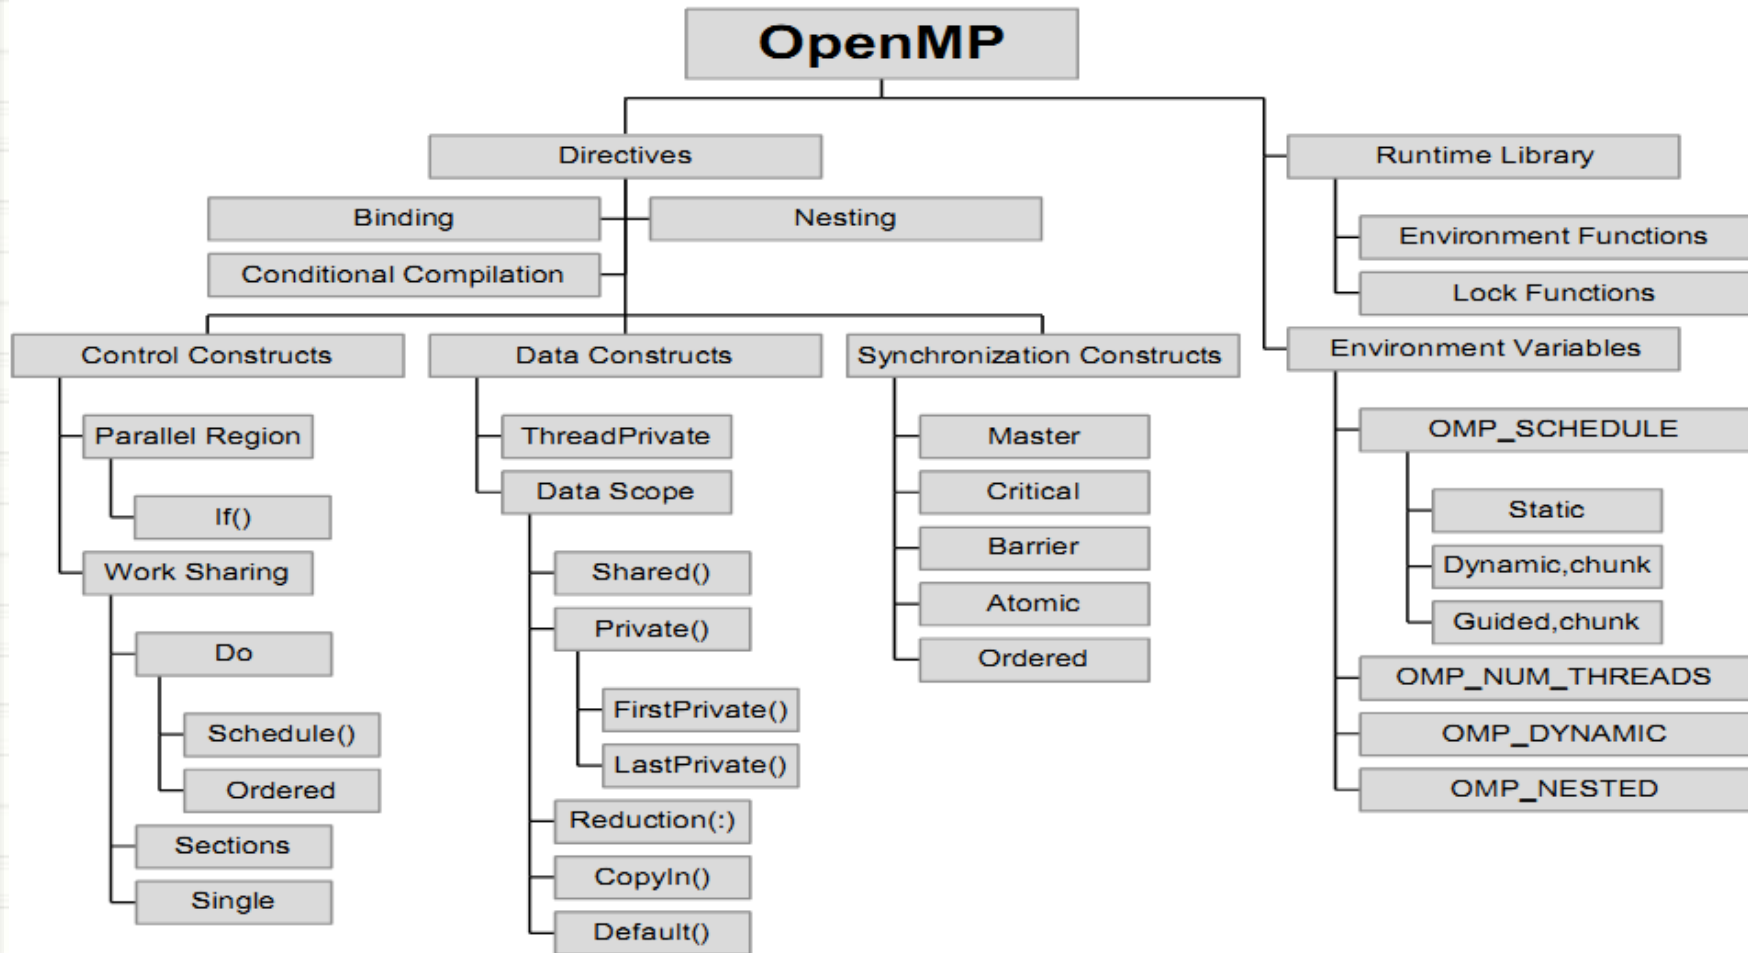 OpenMP
Directives
Runtime Library
Binding
Nesting
Environment Functions
Conditional Compilation
Lock Functions
Control Constructs
Data Constructs
Synchronization Constructs
Environment Variables
Parallel Region
ThreadPrivate
Master
OMP_SCHEDULE
If()
Data Scope
Critical
Static
Work Sharing
Shared()
Barrier
Dynamic,chunk
Do
Private()
Atomic
Guided,chunk
Schedule()
FirstPrivate()
Ordered
OMP_NUM_THREADS
Ordered
LastPrivate()
OMP_DYNAMIC
Sections
Reduction(:)
OMP_NESTED
Single
CopyIn()
Default()